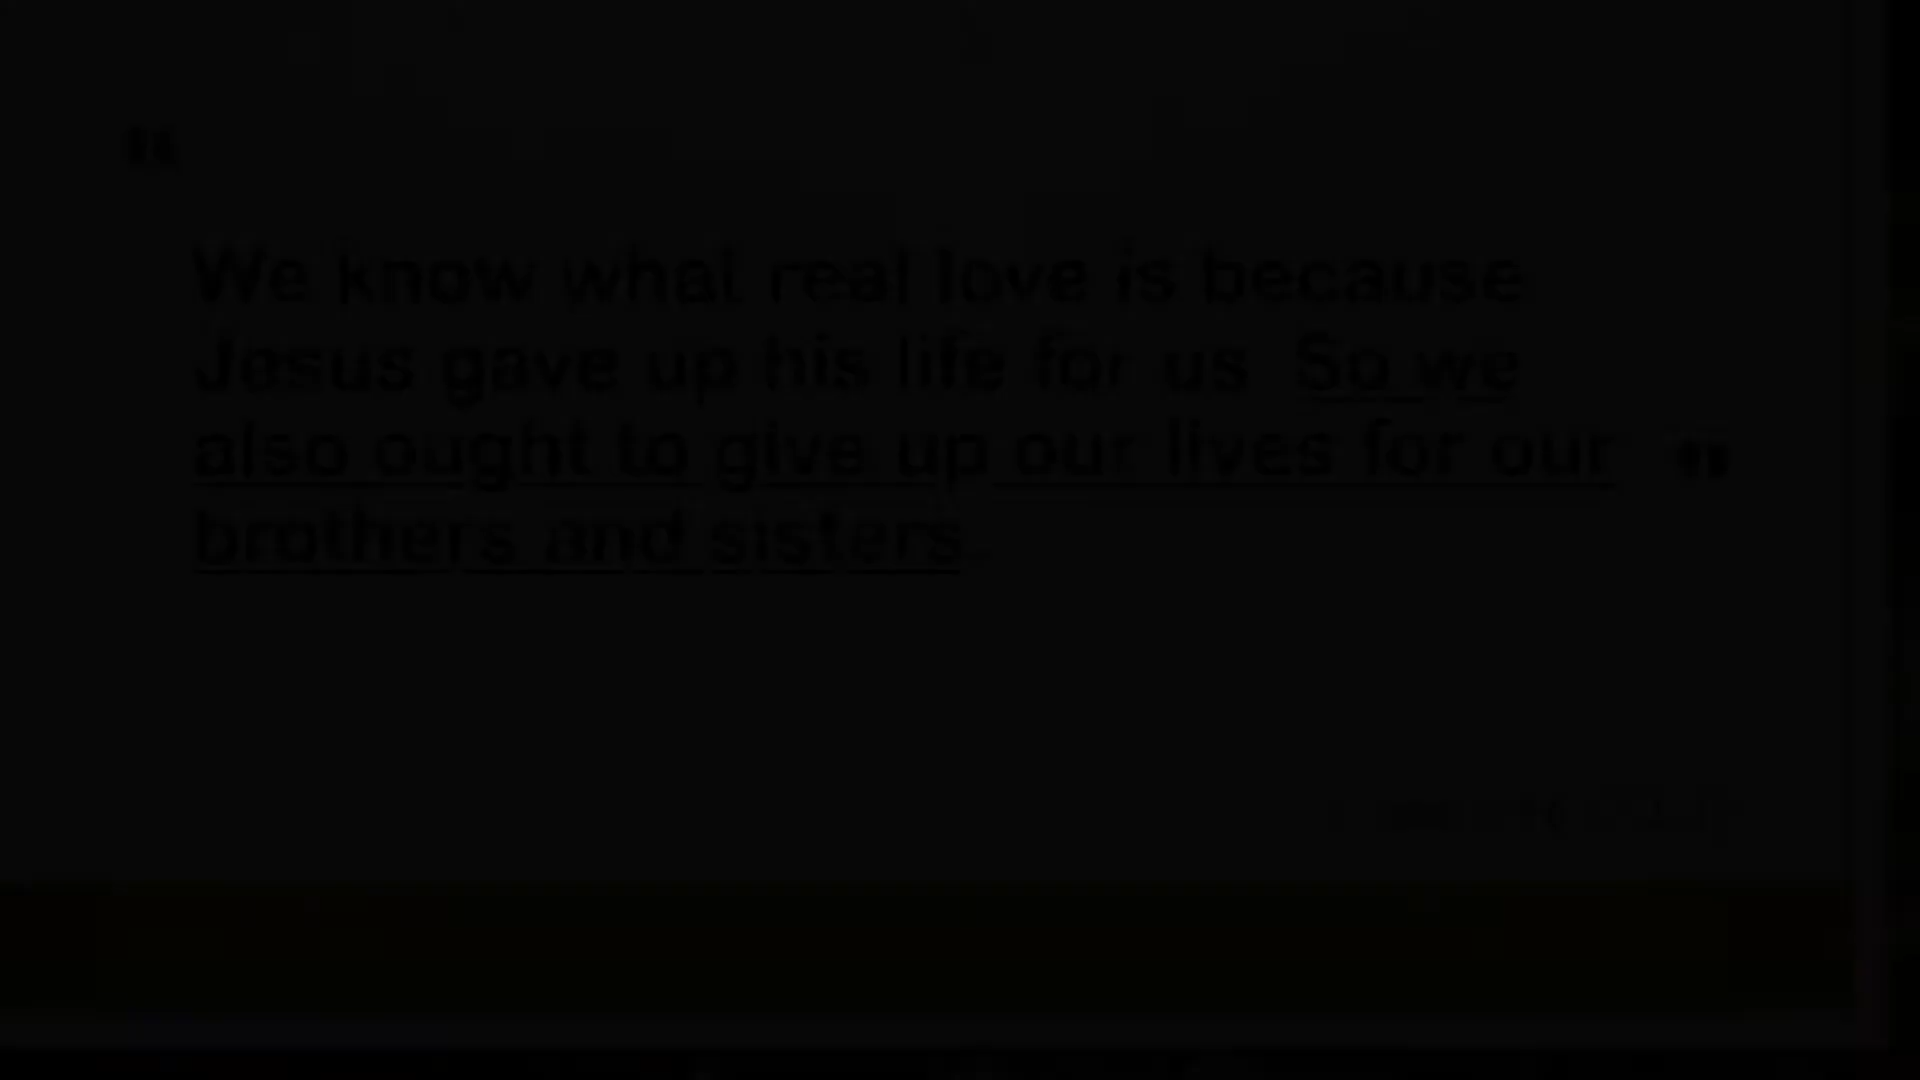 “
We know what real love is because
Jesus gave up his life for us. So we
also ought to give up our lives for our ”
brothers and sisters.